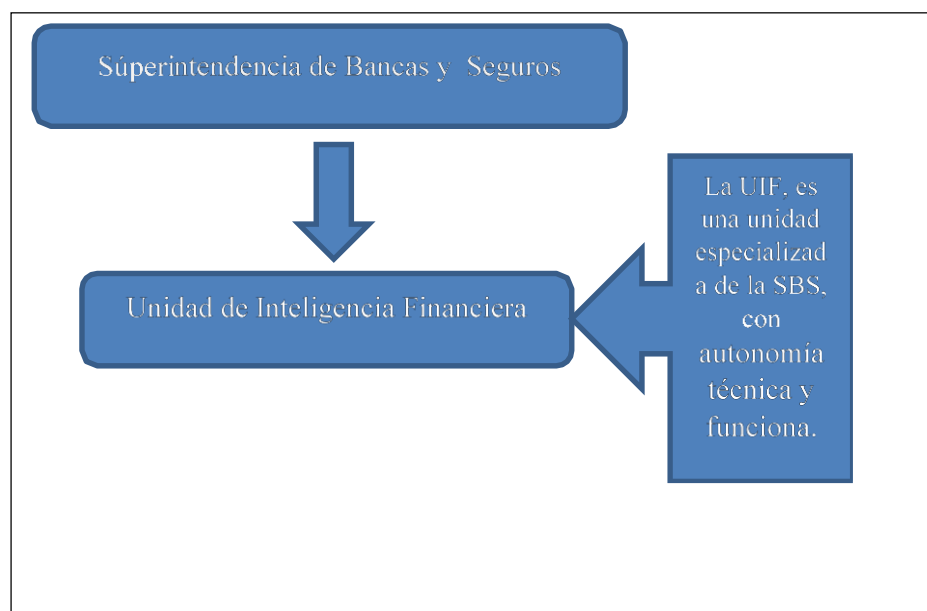 Súperintendencia de Bancas y Seguros
La UIF, es
una unidad
especializad
a de la SBS,
con
autonomía
técnica y
funciona.
Unidad de Inteligencia Financiera